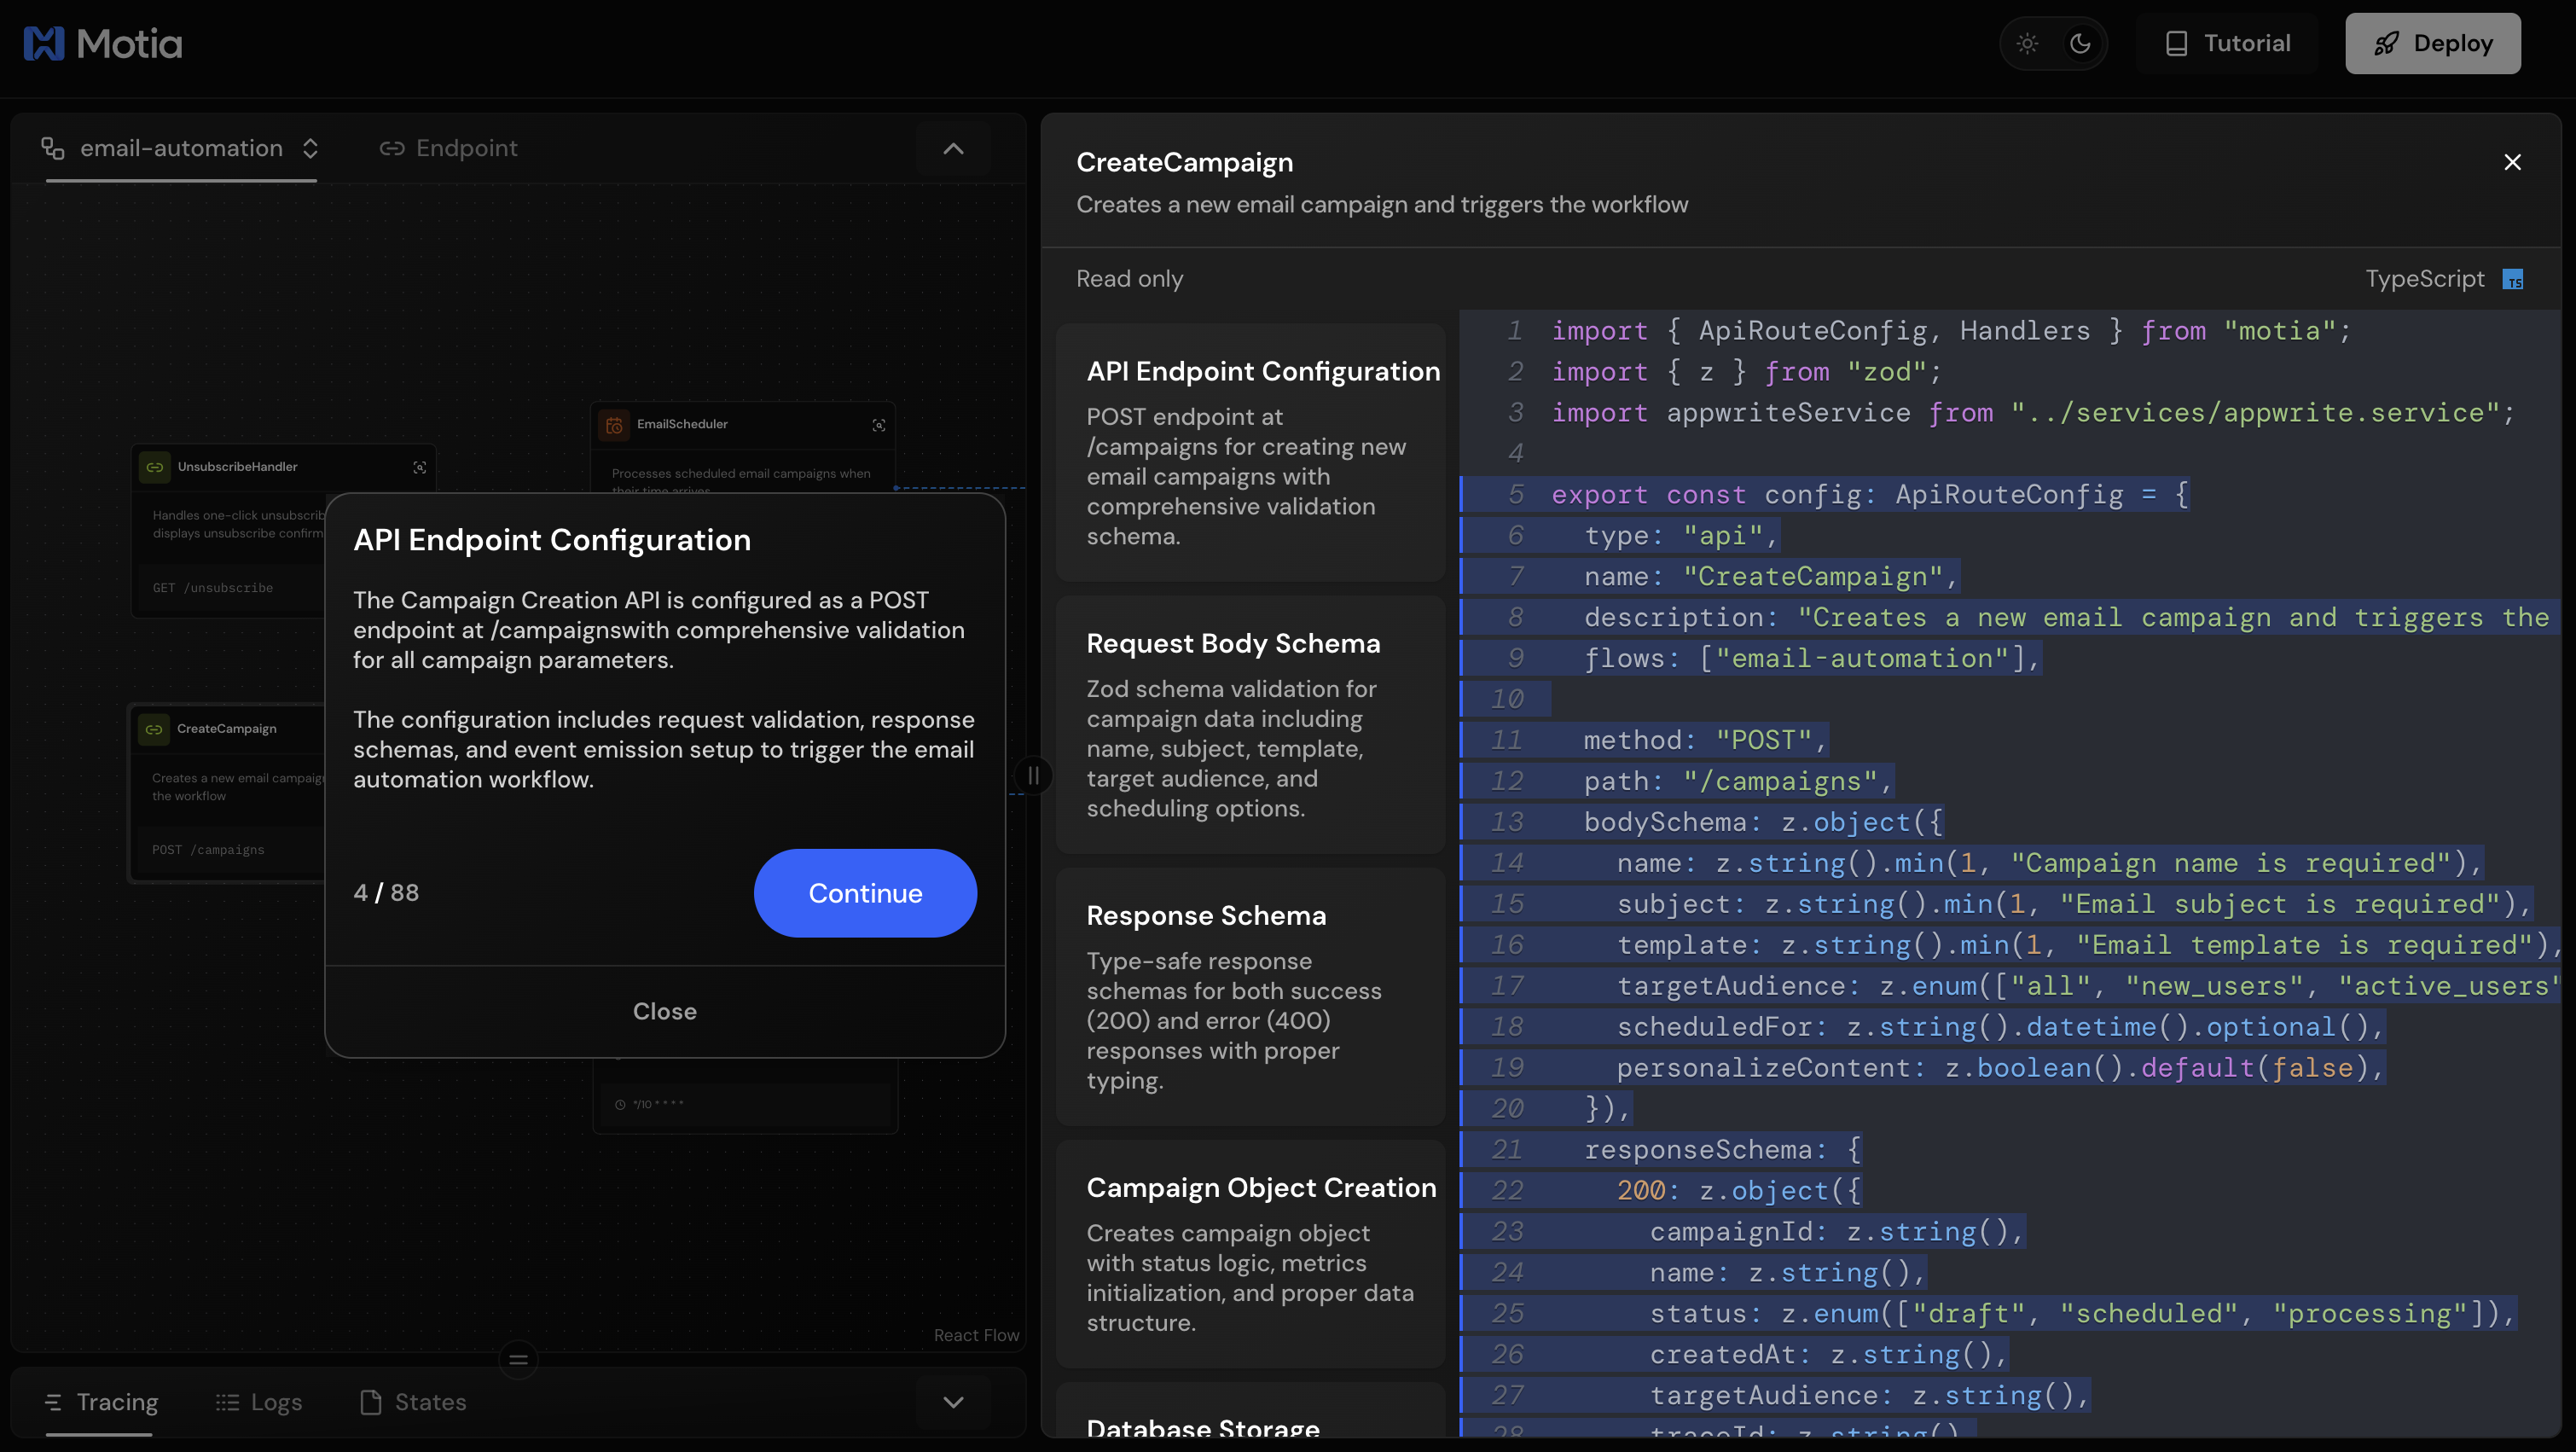 Motia
Tutorial
Deploy
email-automation
Endpoint
UnsubscribeHandler
Handles one-click unsubscrib
displays unsubscribe confirm
GET /unsubscribe
EmailScheduler
Processes scheduled email campaigns when
their time arrives
CreateCampaign
Creates a new email campaign
the workflow
POST /campaigns
*/10 * * * *
React Flow
API Endpoint Configuration
The Campaign Creation API is configured as a POST
endpoint at /campaignswith comprehensive validation
for all campaign parameters.
The configuration includes request validation, response
schemas, and event emission setup to trigger the email
automation workflow.
4 / 88
Continue
Close
Tracing
Logs
States
CreateCampaign
Creates a new email campaign and triggers the workflow
Read only
TypeScript TS
API Endpoint Configuration
POST endpoint at
/campaigns for creating new
email campaigns with
comprehensive validation
schema.
Request Body Schema
Zod schema validation for
campaign data including
name, subject, template,
target audience, and
scheduling options.
Response Schema
Type-safe response
schemas for both success
(200) and error (400)
responses with proper
typing.
Campaign Object Creation
Creates campaign object
with status logic, metrics
initialization, and proper data
structure.
Database Storage
1 import { ApiRouteConfig, Handlers } from "motia";
2 import { z } from "zod";
3 import appwriteService from "../services/appwrite.service";
4
5 export const config: ApiRouteConfig = {
6 type: "api",
7 name: "CreateCampaign",
8 description: "Creates a new email campaign and triggers the
9 flows: ["email-automation"],
10
11 method: "POST",
12 path: "/campaigns",
13 bodySchema: z.object({
14 name: z.string().min(1, "Campaign name is required"),
15 subject: z.string().min(1, "Email subject is required"),
16 template: z.string().min(1, "Email template is required"),
17 targetAudience: z.enum(["all", "new_users", "active_users"
18 scheduledFor: z.string().datetime().optional(),
19 personalizeContent: z.boolean().default(false),
20 }),
21 responseSchema: {
22 200: z.object({
23 campaignId: z.string(),
24 name: z.string(),
25 status: z.enum(["draft", "scheduled", "processing"]),
26 createdAt: z.string(),
27 targetAudience: z.string(),
28 traceId: z.string()